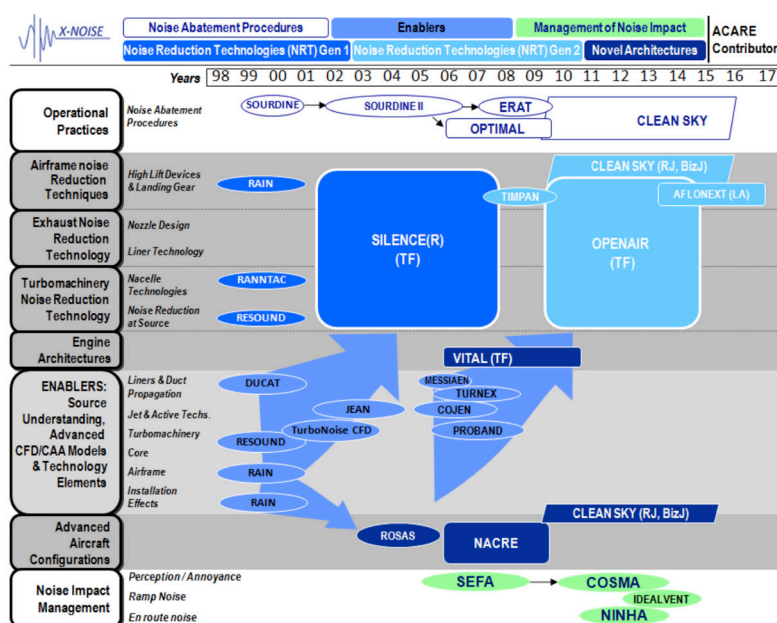 X-NOISE
Noise Abatement Procedures
Enablers
Management of Noise Impact
ACARE
Contributor
Noise Reduction Technologies (NRT) Gen 1
Noise Reduction Technologies (NRT) Gen 2
Novel Architectures
Years 98 99 00 01 02 03 04 05 06 07 08 09 10 11 12 13 14 15 16 17
Operational
Practices
Noise Abatement
Procedures
SOURDINE
SOURDINE II
ERAT
OPTIMAL
CLEAN SKY
Airframe noise
Reduction
Techniques
High Lift Devices
& Landing Gear
RAIN
CLEAN SKY (RJ, BizJ)
TIMPAN
AFLONEXT (LA)
Exhaust Noise
Reduction
Technology
Nozzle Design
Liner Technology
SILENCE(R)
(TF)
OPENAIR
(TF)
Turbomachinery
Noise Reduction
Technology
Nacelle
Technologies
Noise Reduction
at Source
RANNTAC
RESOUND
Engine
Architectures
VITAL (TF)
ENABLERS:
Source
Understanding,
Advanced
CFD/CAA Models
& Technology
Elements
Liners & Duct
Propagation
Jet & Active Techs.
Turbomachinery
Core
Airframe
Installation
Effects
DUCAT
MESSIAEN
TURNEX
JEAN
COJEN
TurboNoise CFD
PROBAND
RESOUND
RAIN
RAIN
Advanced
Aircraft
Configurations
ROSAS
NACRE
CLEAN SKY (RJ, BizJ)
Noise Impact
Management
Perception / Annoyance
Ramp Noise
En route noise
SEFA
COSMA
IDEALVENT
NINHA